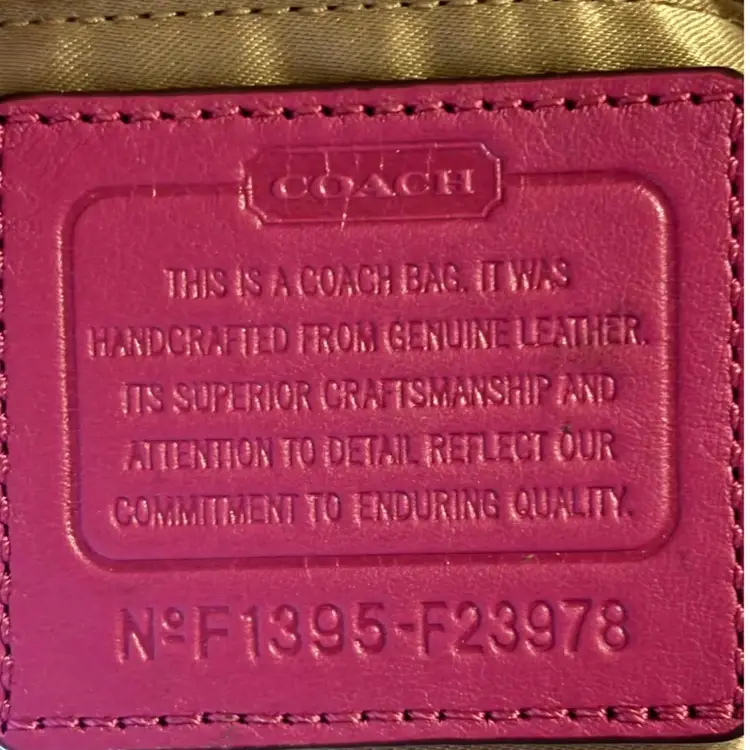 COACH
THIS IS A COACH BAG. IT WAS
HANDCRAFTED FROM GENUINE LEATHER.
ITS SUPERIOR CRAFTSMANSHIP AND
ATTENTION TO DETAIL REFLECT OUR
COMMITMENT TO ENDURING QUALITY.
Nº F1395-F23978